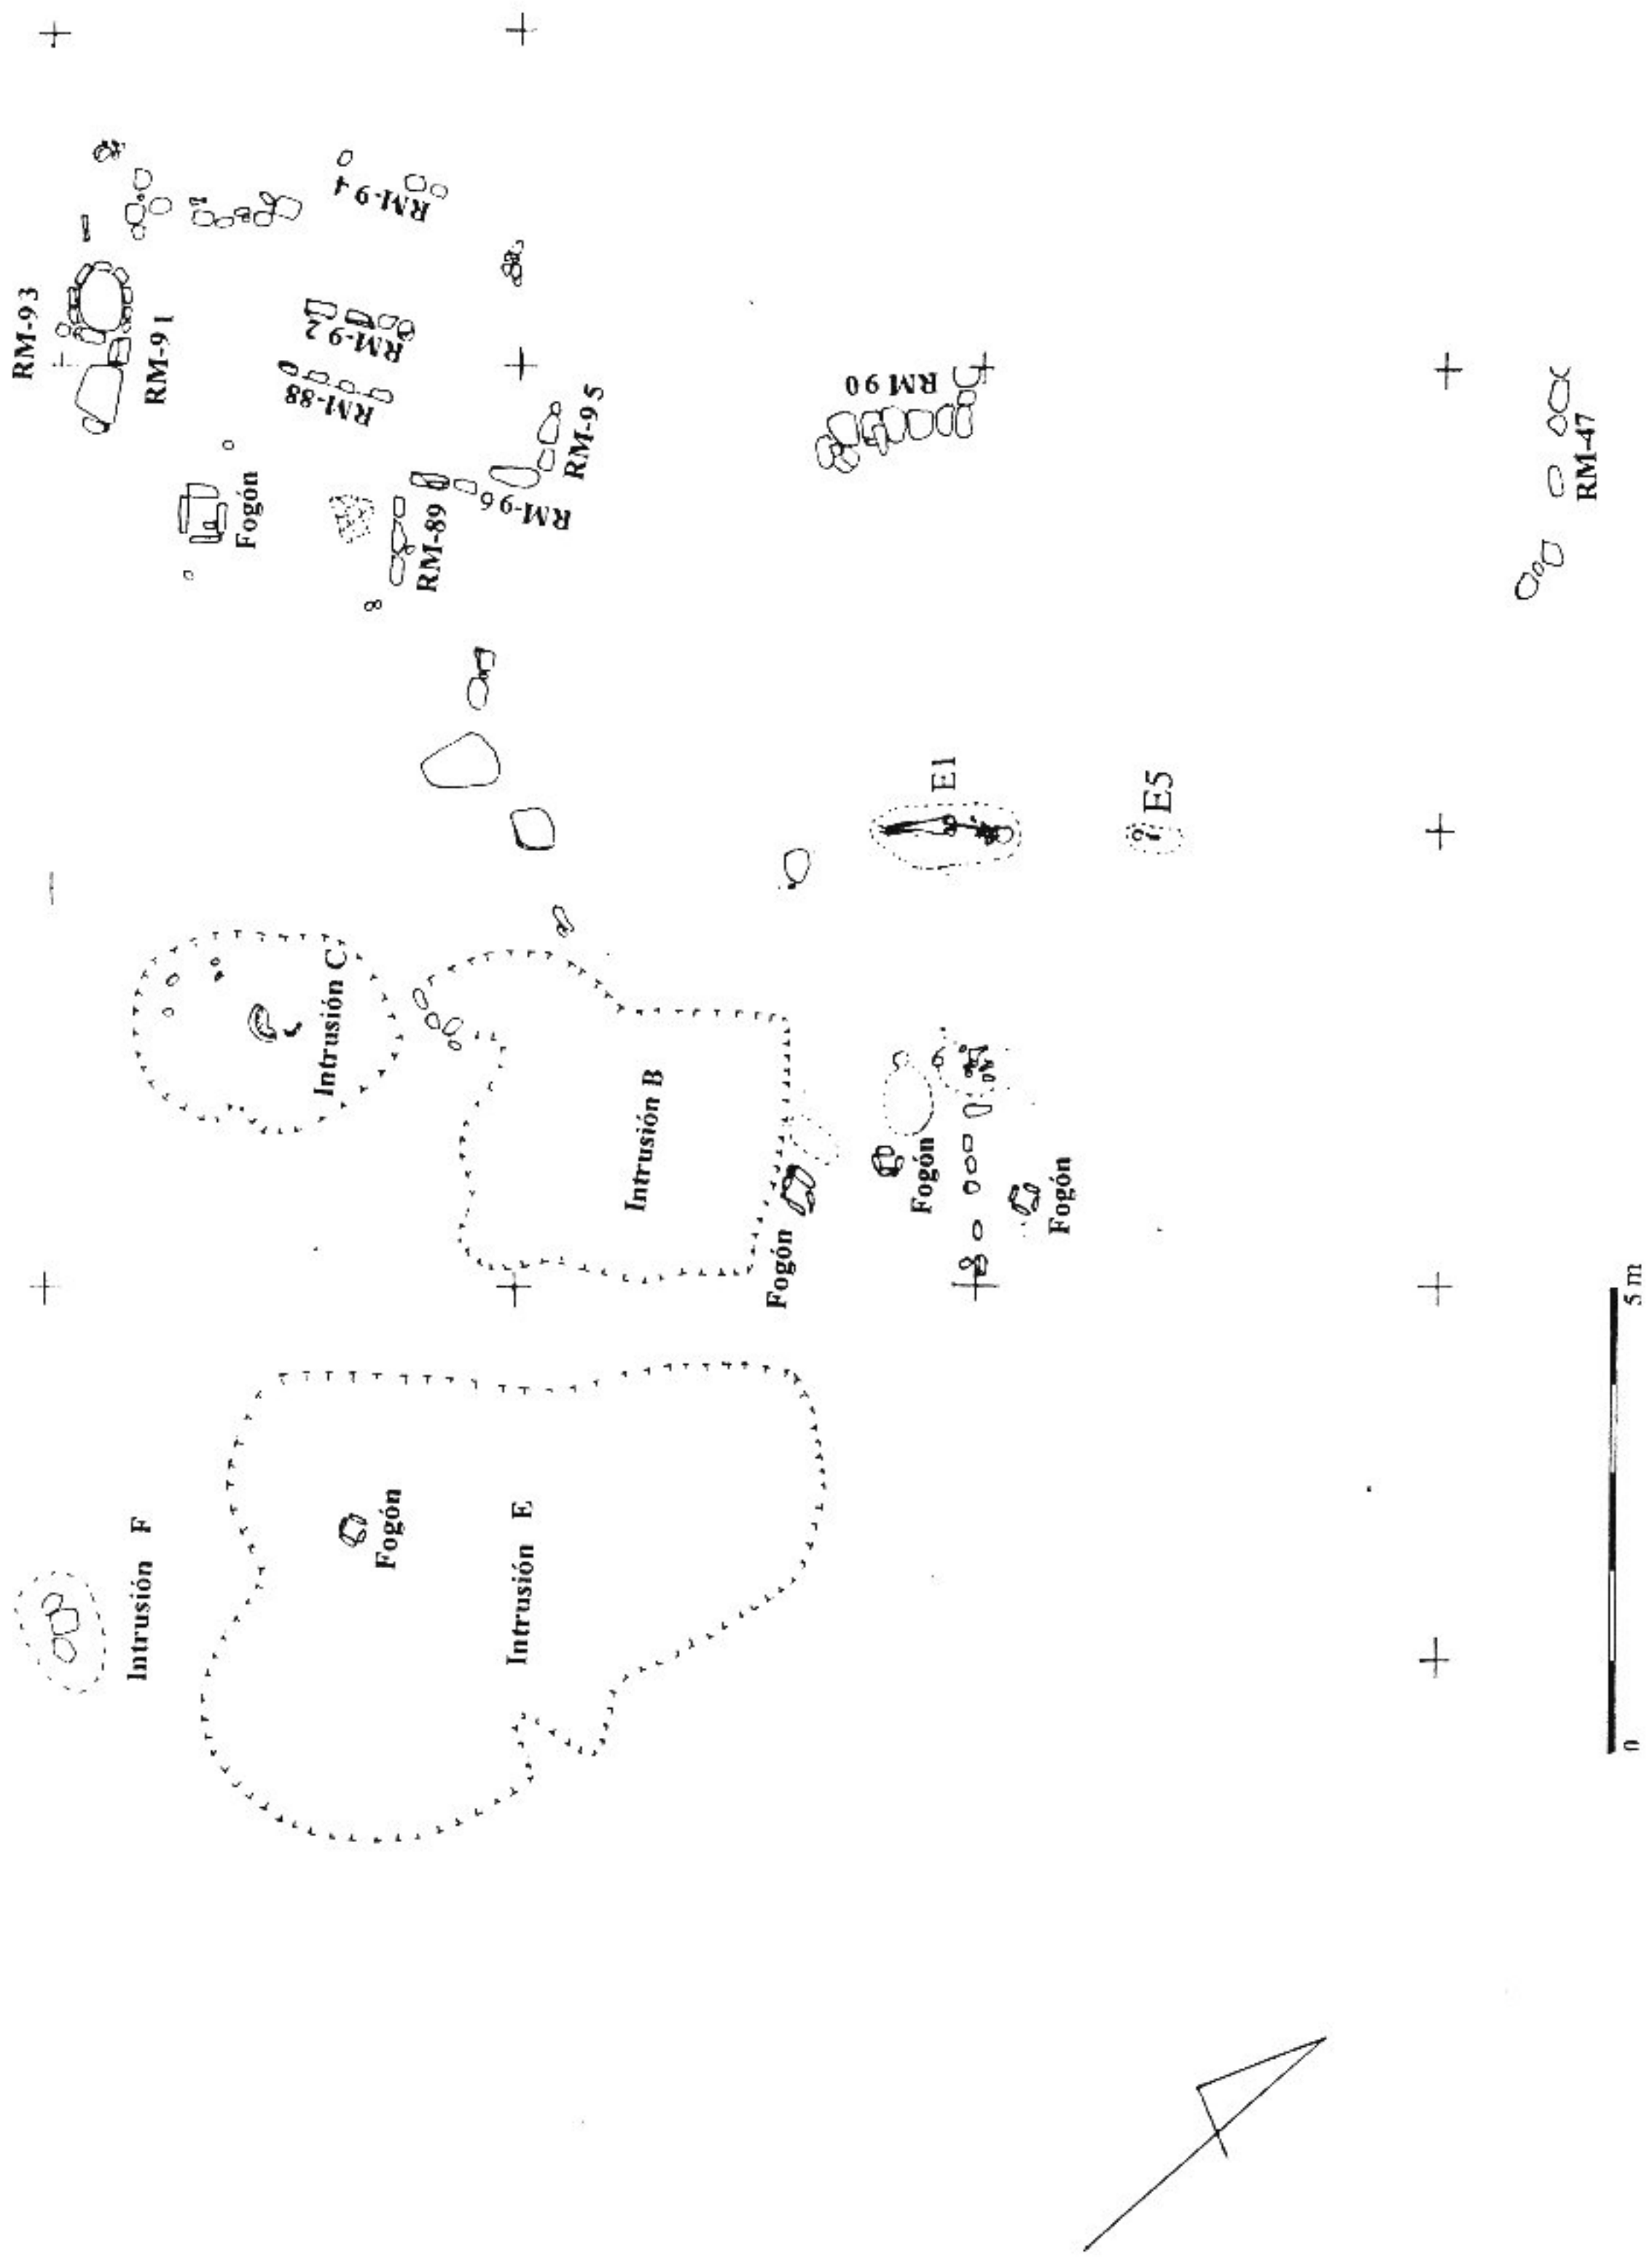 RM-93
RM-91
RM-94
RM-92
RM-88
Fogón
RM-89
RM-96
RM-95
RM 90
RM-47
E1
E5
Intrusión C
Intrusión B
Fogón
Fogón
Fogón
Fogón
Intrusión E
Intrusión F
0
5 m